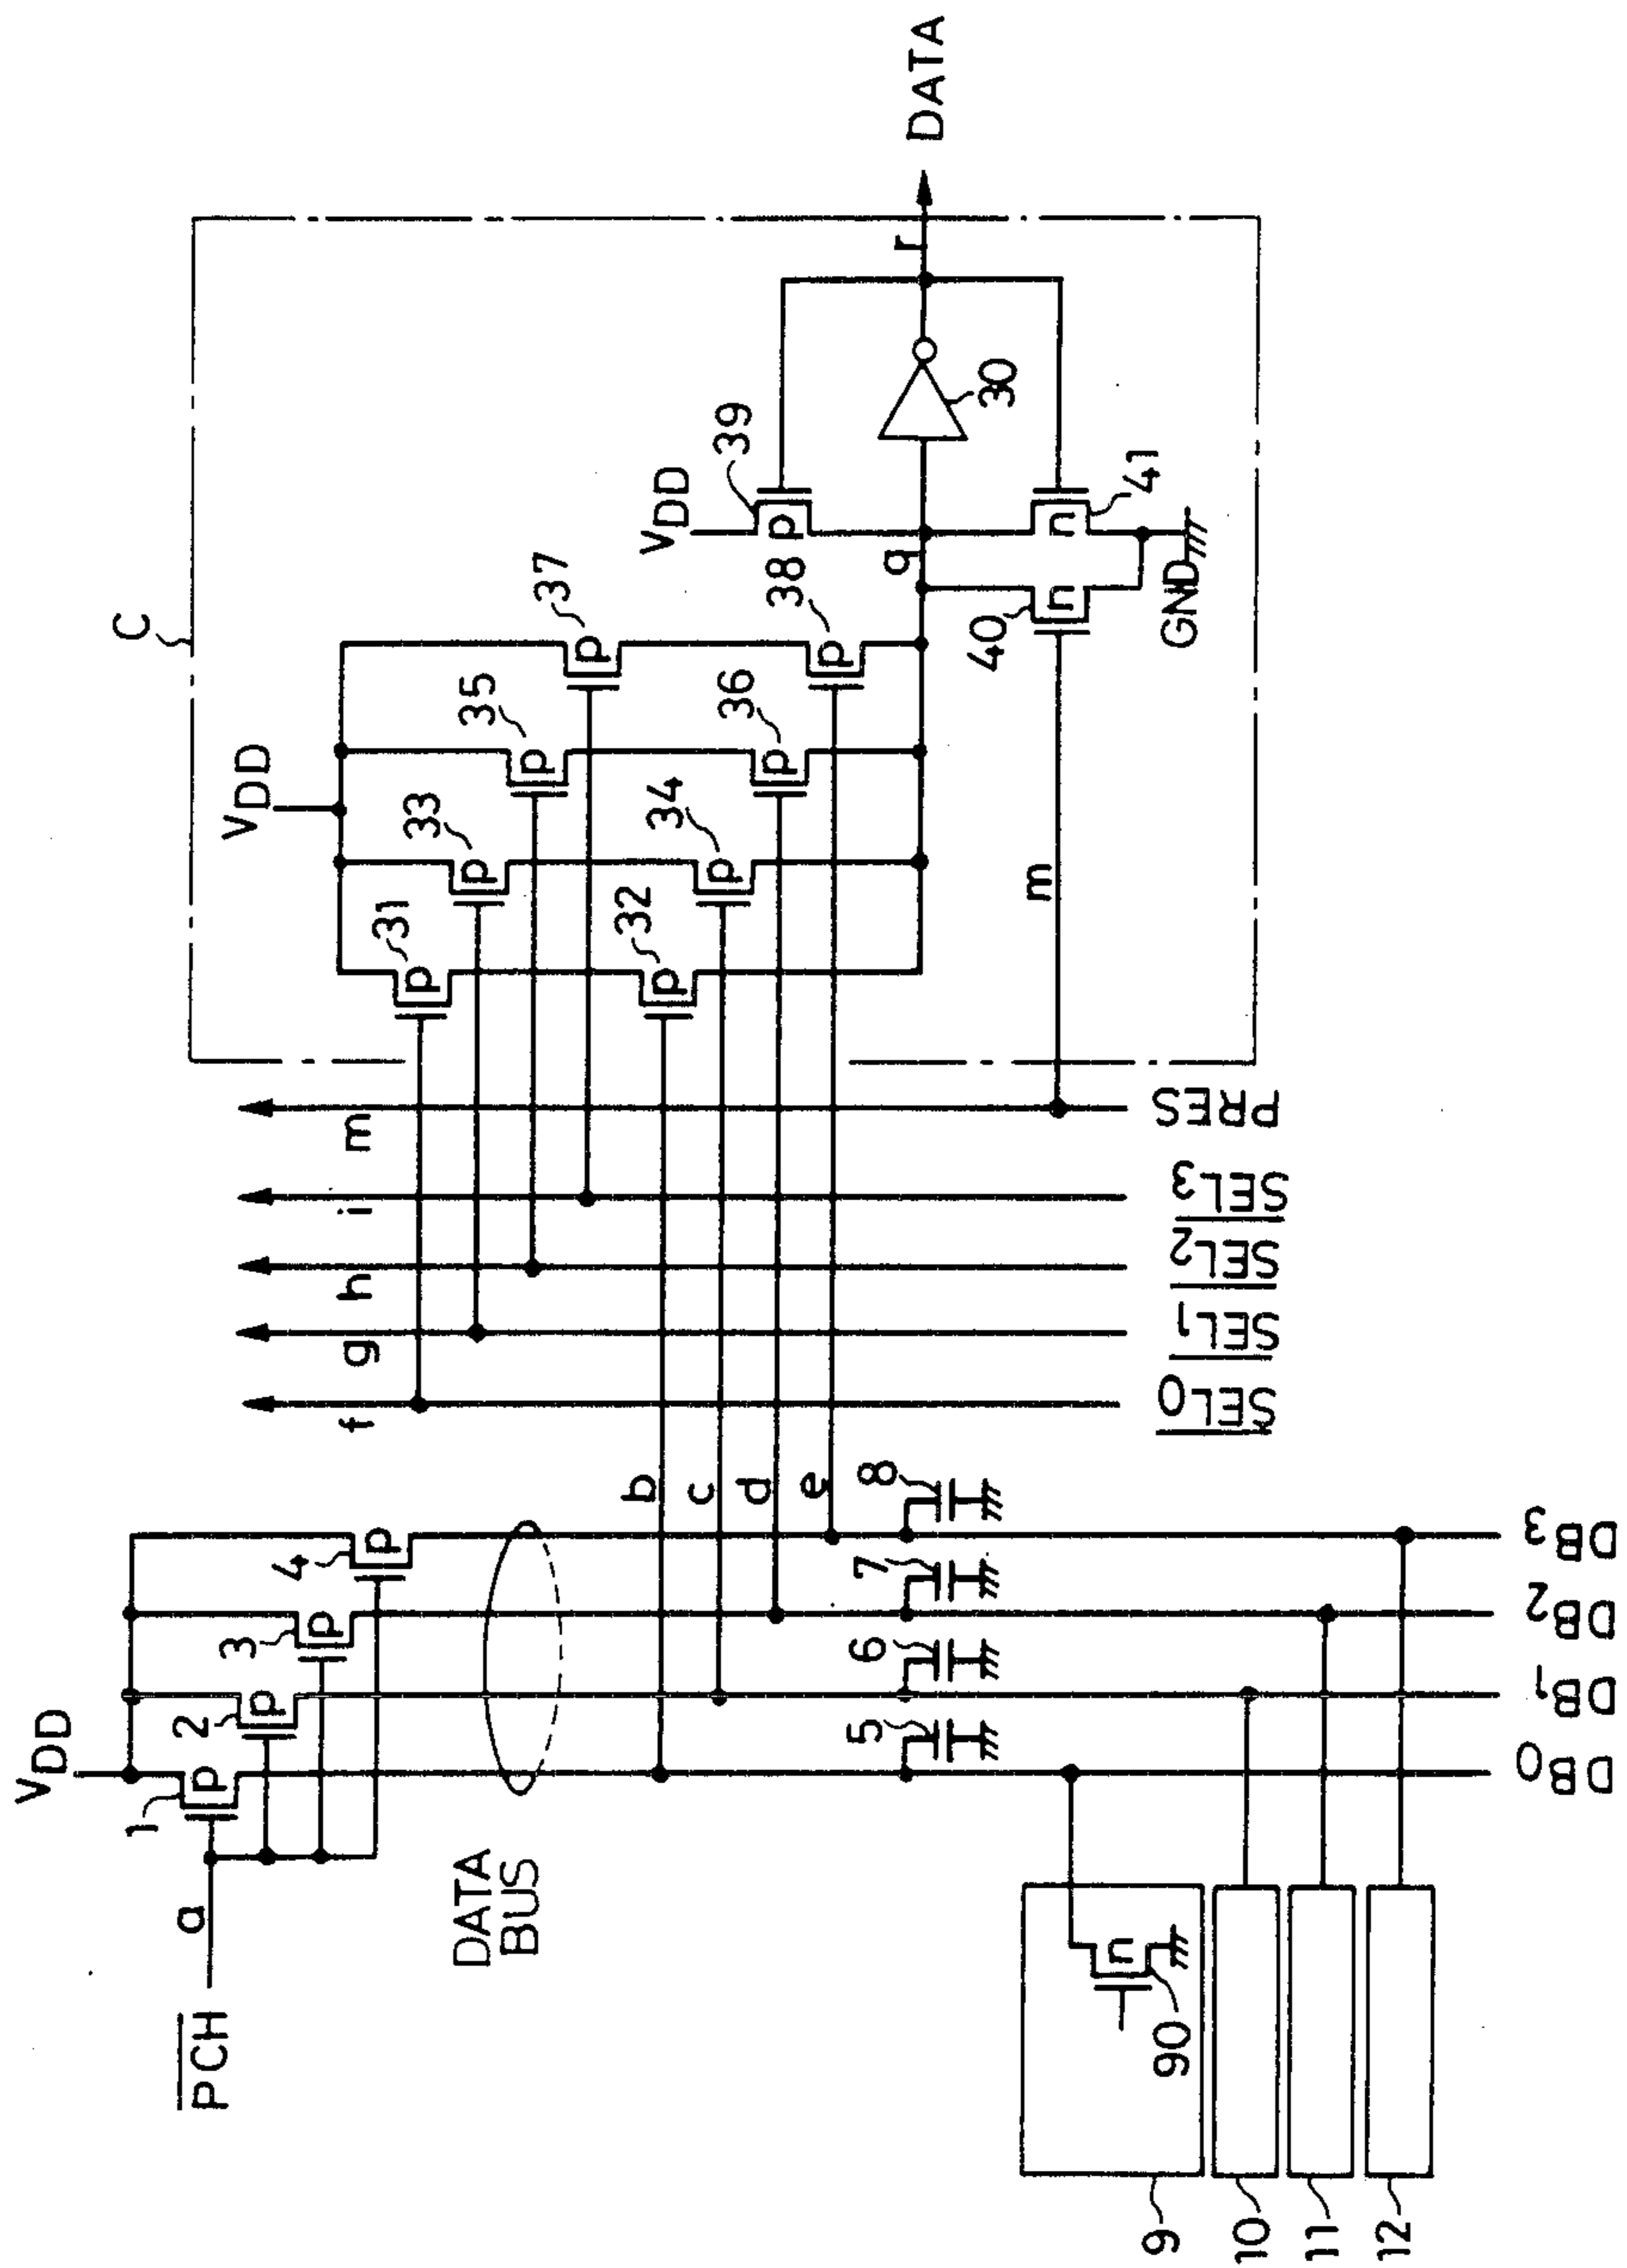 VDD
1
p
2
p
3
p
4
p
a
PCH
DATA
BUS
b
c
d
e
5
6
7
8
9
90
n
10
11
12
DB0
DB1
DB2
DB3
f
g
h
i
m
SEL0
SEL1
SEL2
SEL3
PRES
C
VDD
31
p
33
p
35
p
37
p
32
p
34
p
36
p
38
p
VDD
39
p
q
30
r
DATA
m
40
n
n
41
GND